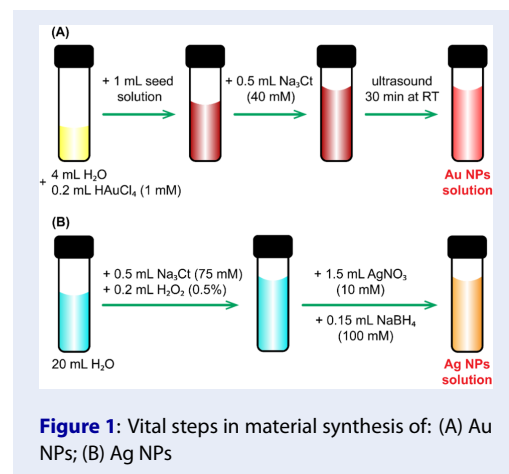 (A)
+ 1 mL seed
solution
+ 0.5 mL Na₃Ct
(40 mM)
ultrasound
30 min at RT
4 mL H₂O
+ 0.2 mL HAuCl₄ (1 mM)
Au NPs
solution
(B)
+ 0.5 mL Na₃Ct (75 mM)
+ 0.2 mL H₂O₂ (0.5%)
+ 1.5 mL AgNO₃
(10 mM)
+ 0.15 mL NaBH₄
(100 mM)
20 mL H₂O
Ag NPs
solution
Figure 1: Vital steps in material synthesis of: (A) Au
NPs; (B) Ag NPs